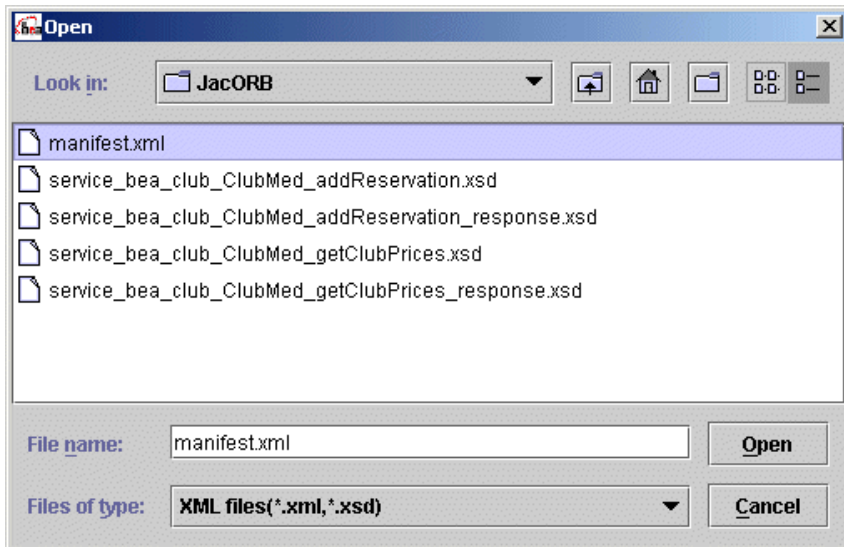 bea Open
Look in: JacORB
manifest.xml
service_bea_club_ClubMed_addReservation.xsd
service_bea_club_ClubMed_addReservation_response.xsd
service_bea_club_ClubMed_getClubPrices.xsd
service_bea_club_ClubMed_getClubPrices_response.xsd
File name: manifest.xml Open
Files of type: XML files(*.xml,*.xsd) Cancel